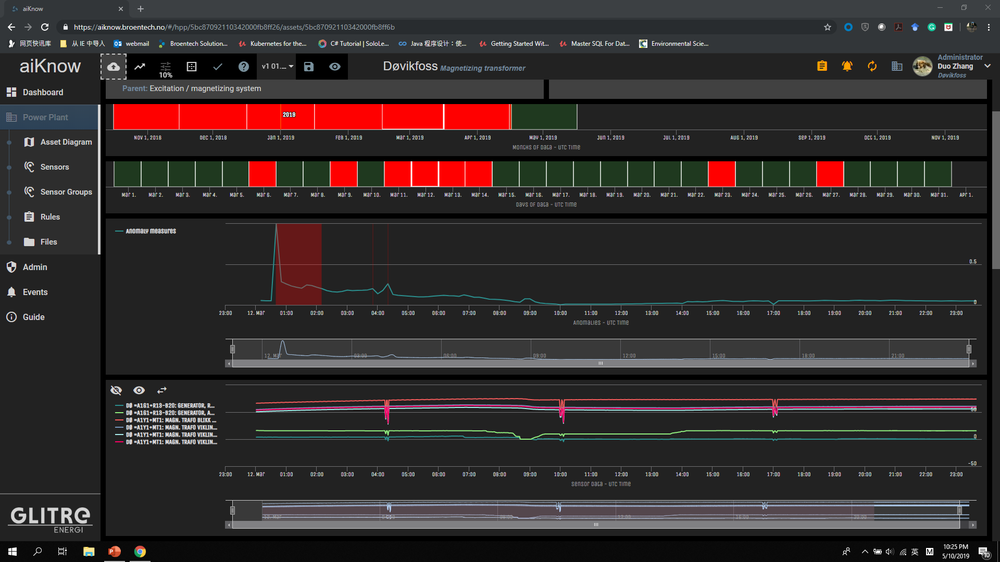 aiKnow
https://aiknow.broentech.no/#/hpp/5bc87092110342000fb8ff26/assets/5bc87092110342000fb8ff6b
网页快讯库 从 IE 中导入 webmail Broentech Solution... Kubernetes for the... C# Tutorial | SoloLe... Java 程序设计：使... Getting Started Wit... Master SQL For Dat... Environmental Scie...
aiKnow
10%
v1 01....
Døvikfoss Magnetizing transformer
Administrator
Duo Zhang
Døvikfoss
Dashboard
Power Plant
Asset Diagram
Sensors
Sensor Groups
Rules
Files
Admin
Events
Guide
GLITRE
ENERGI
Parent: Excitation / magnetizing system
2019
Nov 1, 2018 Dec 1, 2018 Jan 1, 2019 Feb 1, 2019 Mar 1, 2019 Apr 1, 2019 May 1, 2019 Jun 1, 2019 Jul 1, 2019 Aug 1, 2019 Sep 1, 2019 Oct 1, 2019 Nov 1, 2019
Months of Data - UTC Time
Mar 1. Mar 2. Mar 3. Mar 4. Mar 5. Mar 6. Mar 7. Mar 8. Mar 9. Mar 10. Mar 11. Mar 12. Mar 13. Mar 14. Mar 15. Mar 16. Mar 17. Mar 18. Mar 19. Mar 20. Mar 21. Mar 22. Mar 23. Mar 24. Mar 25. Mar 26. Mar 27. Mar 28. Mar 29. Mar 30. Mar 31. Apr 1.
Days of Data - UTC Time
Anomaly measures
0.5
0
23:00 12. Mar 01:00 02:00 03:00 04:00 05:00 06:00 07:00 08:00 09:00 10:00 11:00 12:00 13:00 14:00 15:00 16:00 17:00 18:00 19:00 20:00 21:00 22:00 23:00
Anomalies - UTC Time
12. Mar 03:00 06:00 09:00 12:00 15:00 18:00 21:00
DØ =A1G1+R13-B20: GENERATOR, R...
DØ =A1G1+R13-B20: GENERATOR, A...
DØ =A1Y1+MT1: MAGN. TRAFO BLIKK ...
DØ =A1Y1+MT1: MAGN. TRAFO VIKLIN...
DØ =A1Y1+MT1: MAGN. TRAFO VIKLIN...
DØ =A1Y1+MT1: MAGN. TRAFO VIKLIN...
50
0
-50
23:00 12. Mar 01:00 02:00 03:00 04:00 05:00 06:00 07:00 08:00 09:00 10:00 11:00 12:00 13:00 14:00 15:00 16:00 17:00 18:00 19:00 20:00 21:00 22:00 23:00
Sensor Data - UTC Time
12. Mar 04:00 08:00 12:00 16:00 20:00
英 M
10:25 PM
5/10/2019
10